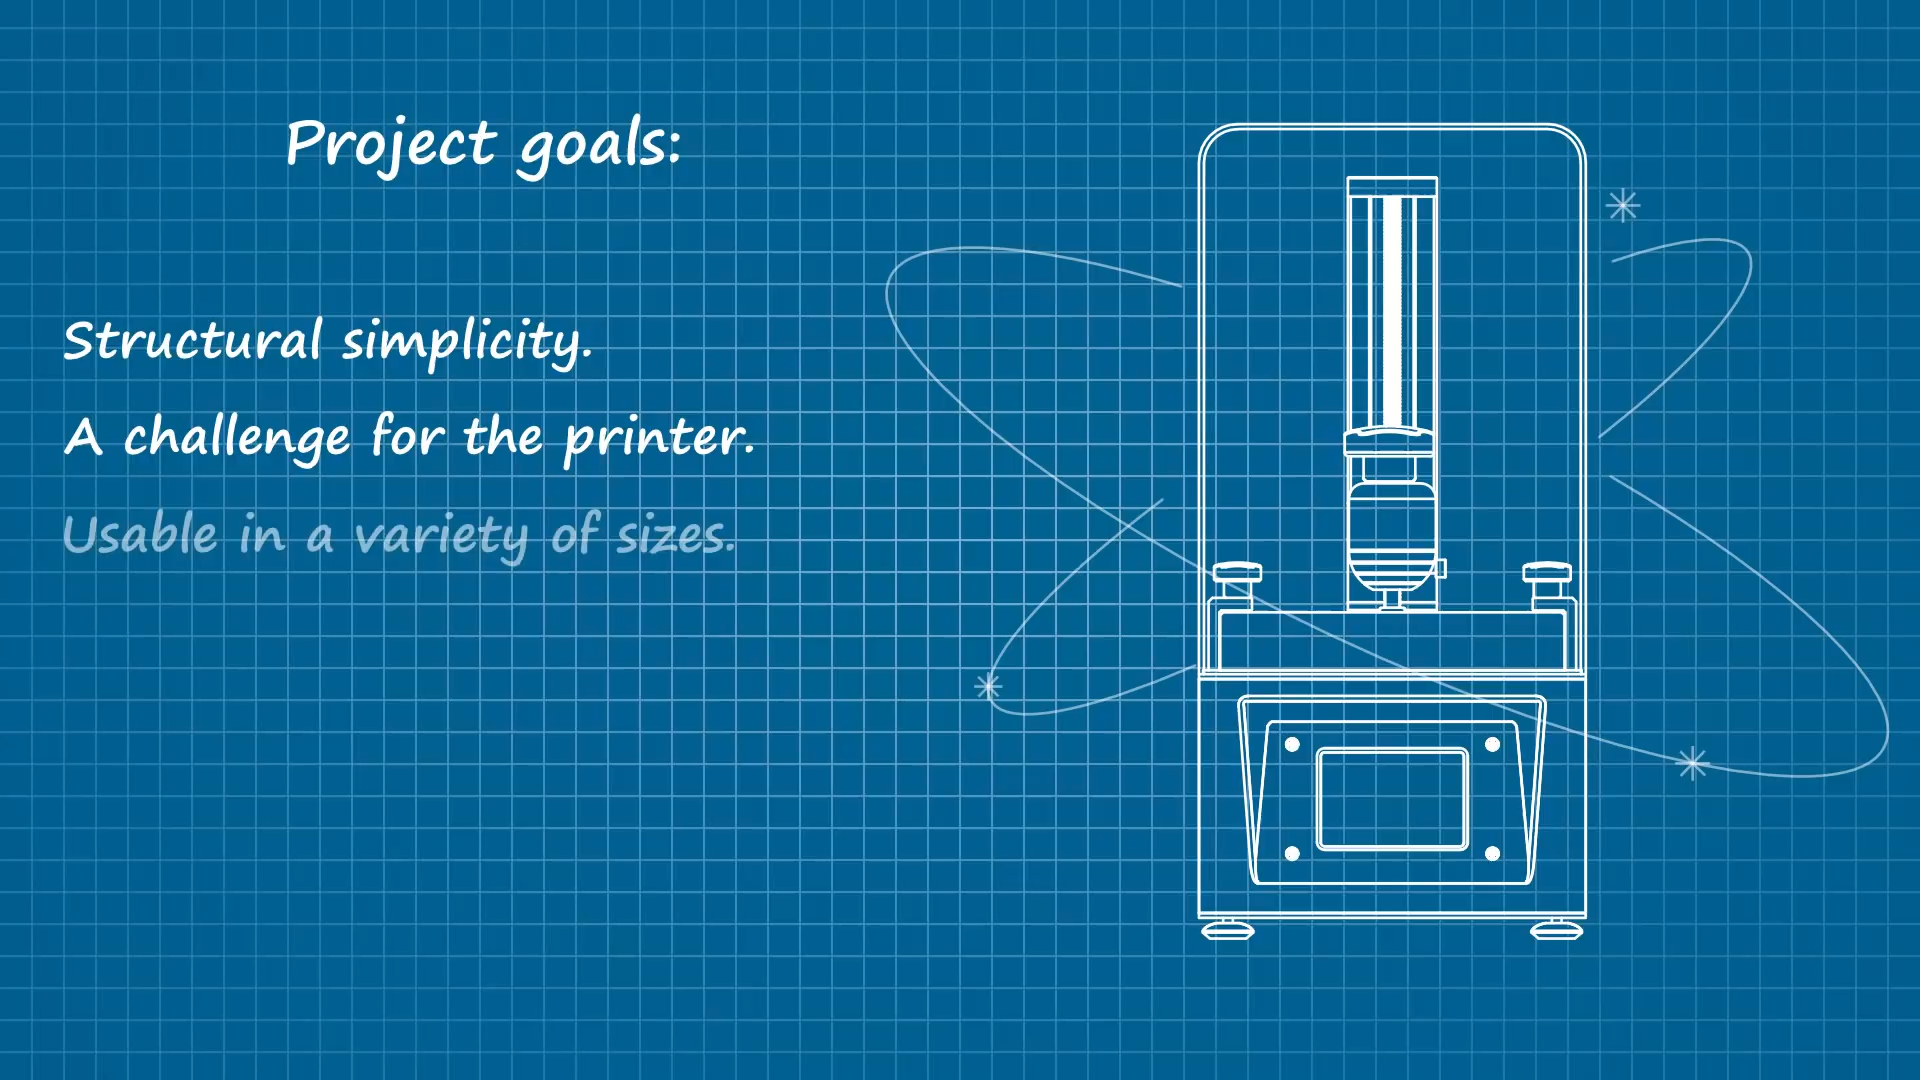 Project goals:
Structural simplicity.
A challenge for the printer.
Usable in a variety of sizes.